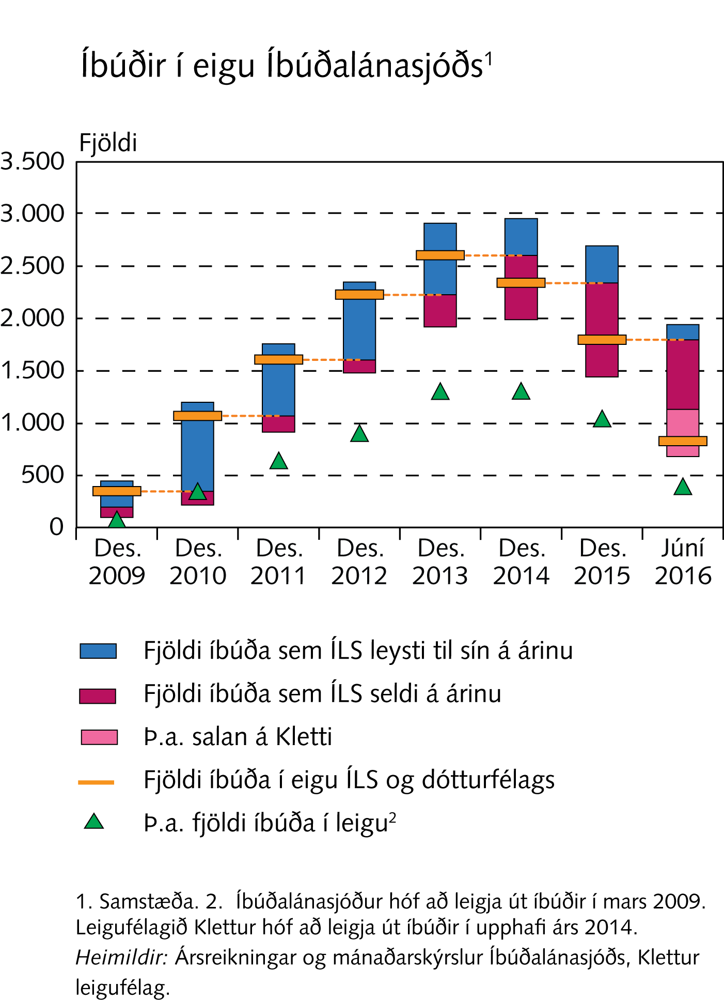 Íbúðir í eigu Íbúðalánasjóðs¹
Fjöldi
3.500
3.000
2.500
2.000
1.500
1.000
500
0
Des. Des. Des. Des. Des. Des. Des. Júní
2009 2010 2011 2012 2013 2014 2015 2016
Fjöldi íbúða sem ÍLS leysti til sín á árinu
Fjöldi íbúða sem ÍLS seldi á árinu
Þ.a. salan á Kletti
Fjöldi íbúða í eigu ÍLS og dótturfélags
Þ.a. fjöldi íbúða í leigu²
1. Samstæða. 2. Íbúðalánasjóður hóf að leigja út íbúðir í mars 2009.
Leigufélagið Klettur hóf að leigja út íbúðir í upphafi árs 2014.
Heimildir: Ársreikningar og mánaðarskýrslur Íbúðalánasjóðs, Klettur
leigufélag.